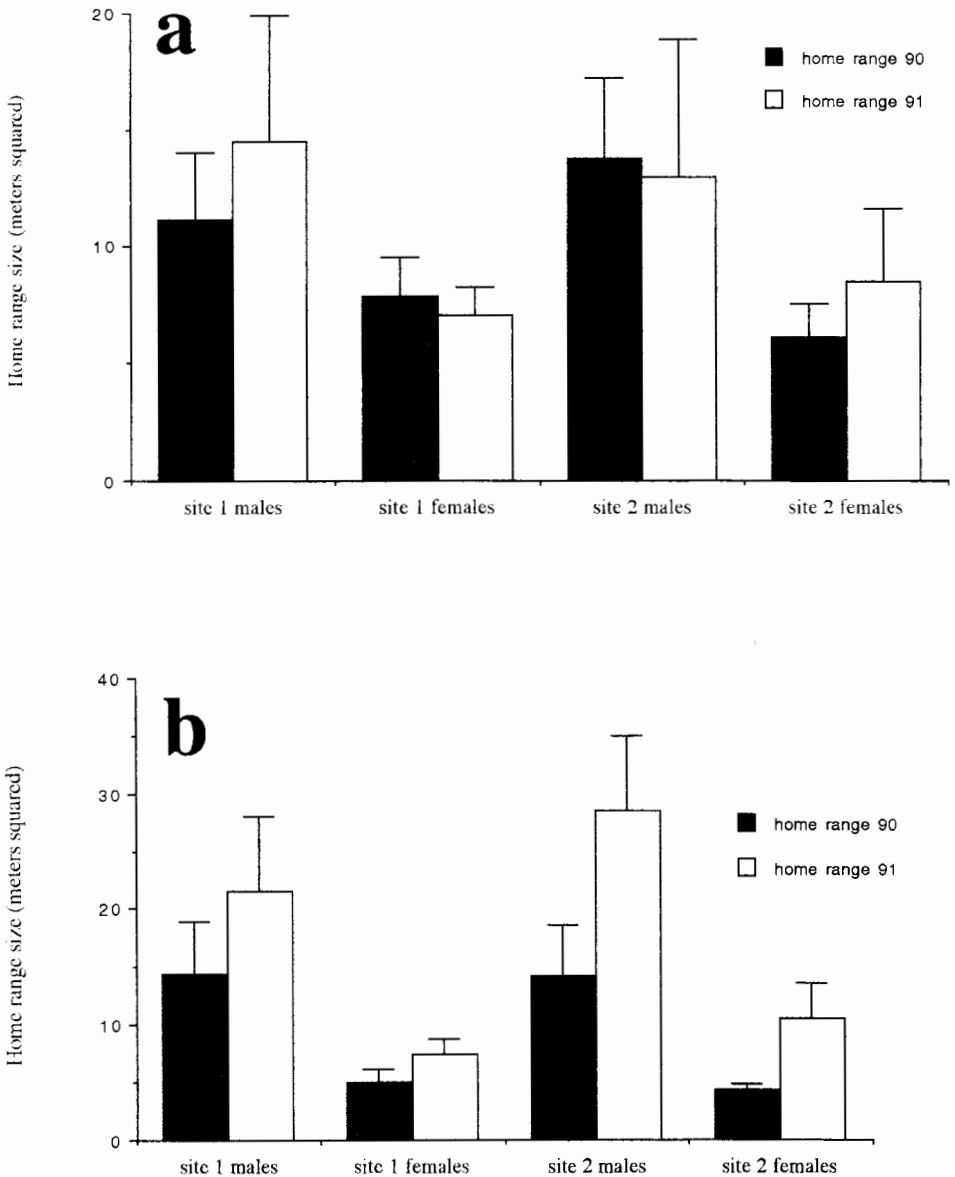 a
20
10
0
Home range size (meters squared)
home range 90
home range 91
site 1 males
site 1 females
site 2 males
site 2 females
b
40
30
20
10
0
Home range size (meters squared)
home range 90
home range 91
site 1 males
site 1 females
site 2 males
site 2 females